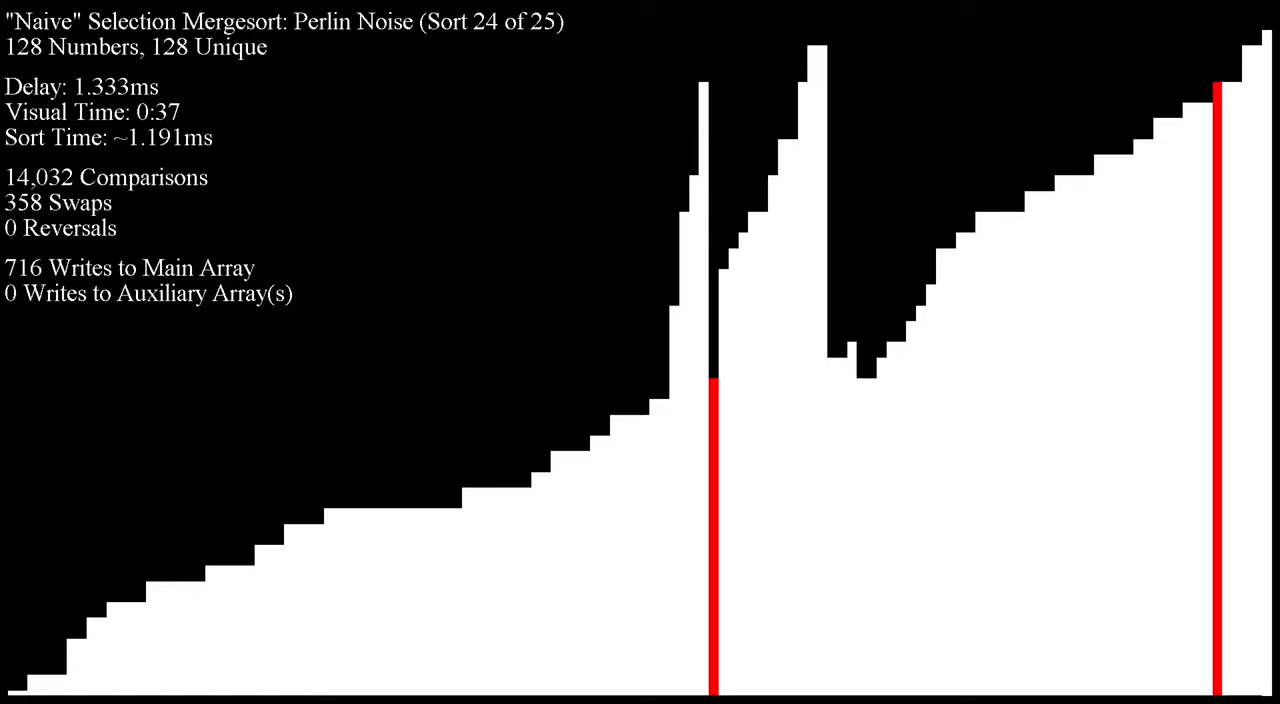 "Naive" Selection Mergesort: Perlin Noise (Sort 24 of 25)
128 Numbers, 128 Unique
Delay: 1.333ms
Visual Time: 0:37
Sort Time: ~1.191ms
14,032 Comparisons
358 Swaps
0 Reversals
716 Writes to Main Array
0 Writes to Auxiliary Array(s)